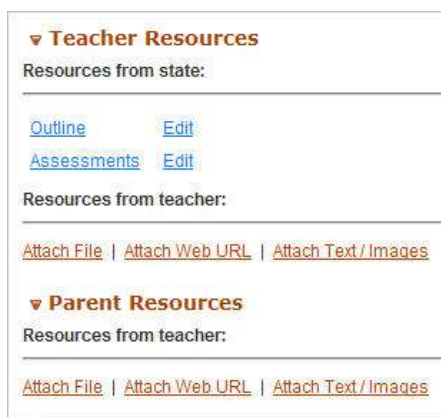 Teacher Resources
Resources from state:
Outline Edit
Assessments Edit
Resources from teacher:
Attach File | Attach Web URL | Attach Text / Images
Parent Resources
Resources from teacher:
Attach File | Attach Web URL | Attach Text / Images